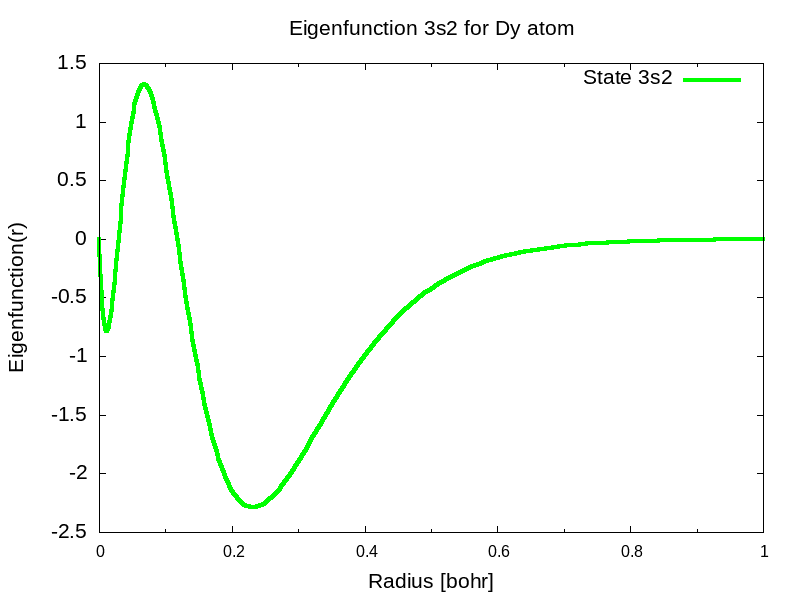 Eigenfunction 3s2 for Dy atom
State 3s2
1.5
1
0.5
0
-0.5
-1
-1.5
-2
-2.5
Eigenfunction(r)
0 0.2 0.4 0.6 0.8 1
Radius [bohr]